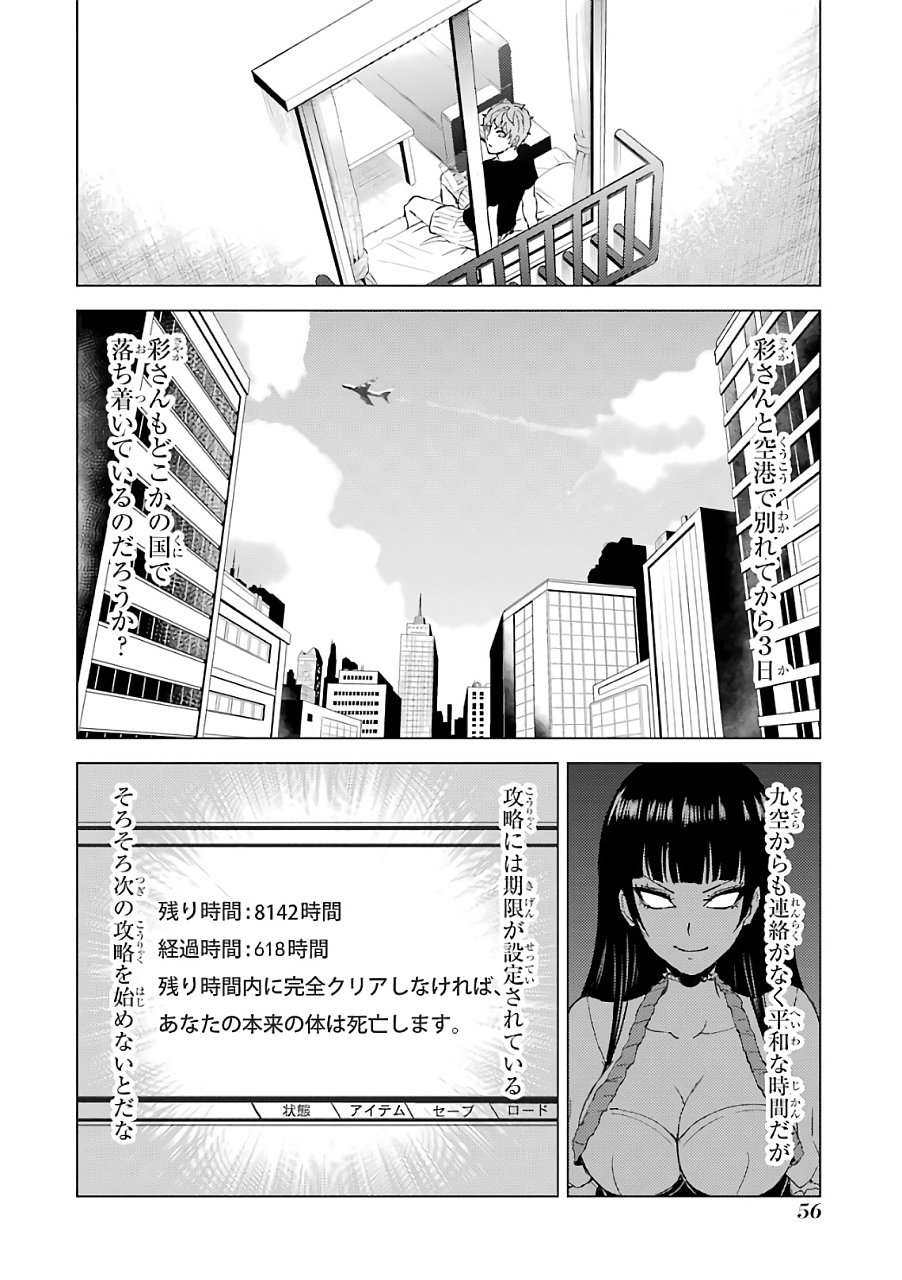 彩さんと空港で別れてから3日
彩さんもどこかの国で
落ち着いているのだろうか?
九空からも連絡がなく平和な時間だが
攻略には期限が設定されている
残り時間:8142時間
経過時間:618時間
残り時間内に完全クリアしなければ、
あなたの本来の体は死亡します。
状態 アイテム セーブ ロード
そろそろ次の攻略を始めないとだな
56